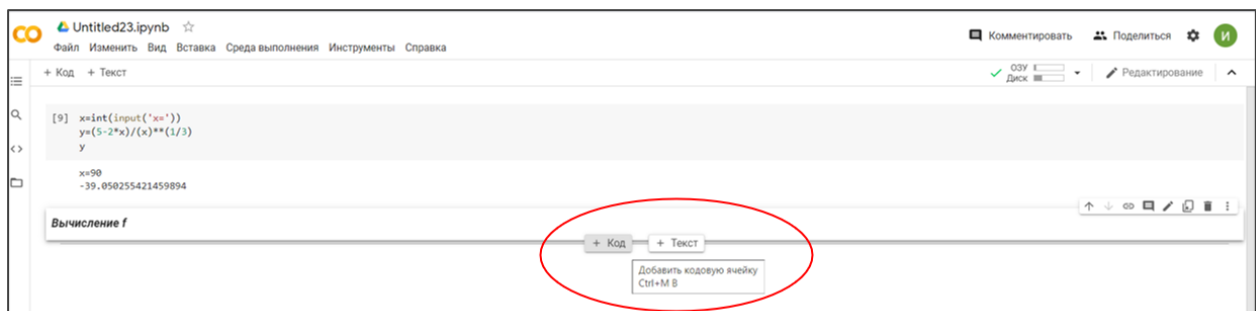 CO Untitled23.ipynb
Файл Изменить Вид Вставка Среда выполнения Инструменты Справка
Комментировать Поделиться И
+ Код + Текст
ОЗУ
Диск
Редактирование
[9] x=int(input('x='))
y=(5-2*x)/(x)**(1/3)
y
x=90
-39.050255421459894
Вычисление f
+ Код + Текст
Добавить кодовую ячейку
Ctrl+M B